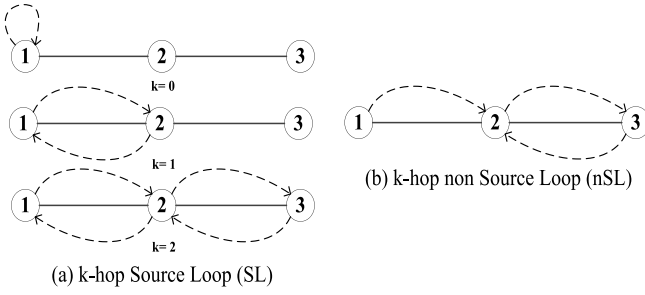 1 2 3
k= 0
1 2 3
k= 1
1 2 3
k= 2
(a) k-hop Source Loop (SL)
1 2 3
(b) k-hop non Source Loop (nSL)